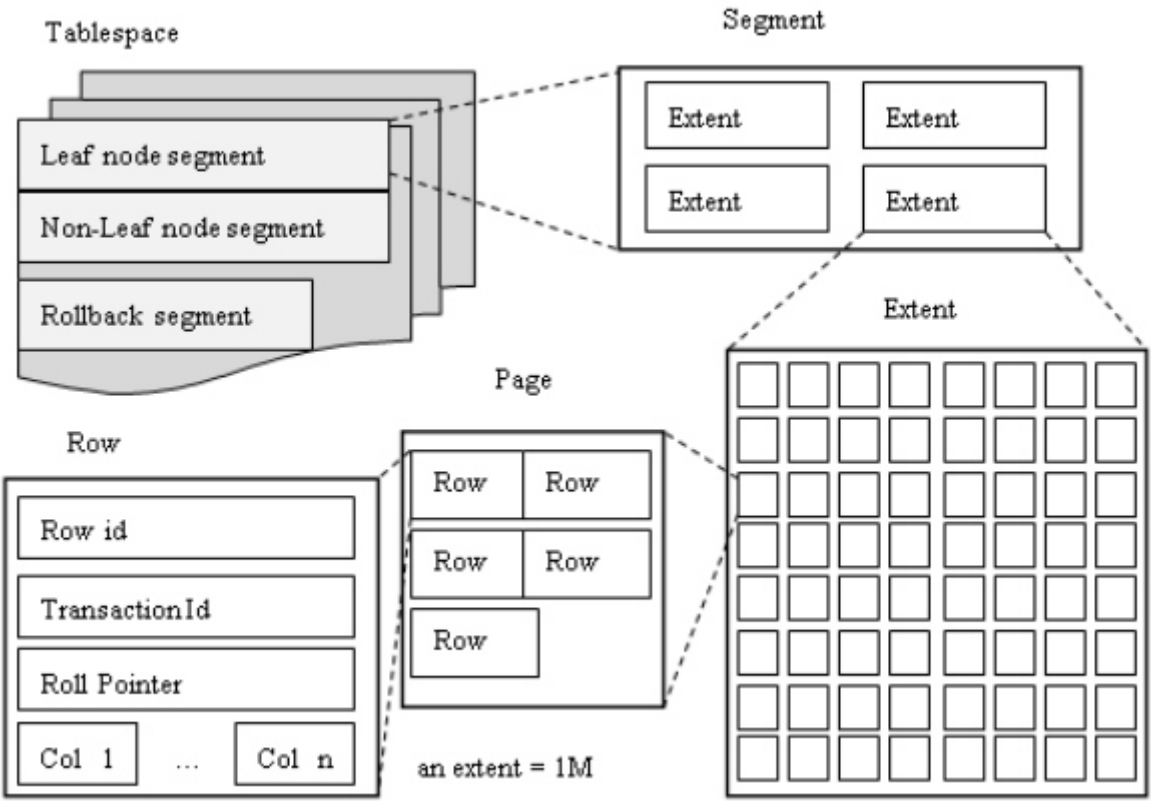 Tablespace
Segment
Leaf node segment
Non-Leaf node segment
Rollback segment
Extent
Extent
Extent
Extent
Extent
Page
Row
Row
Row
Row
Row
Row
Row id
TransactionId
Roll Pointer
Col 1 ... Col n
an extent = 1M